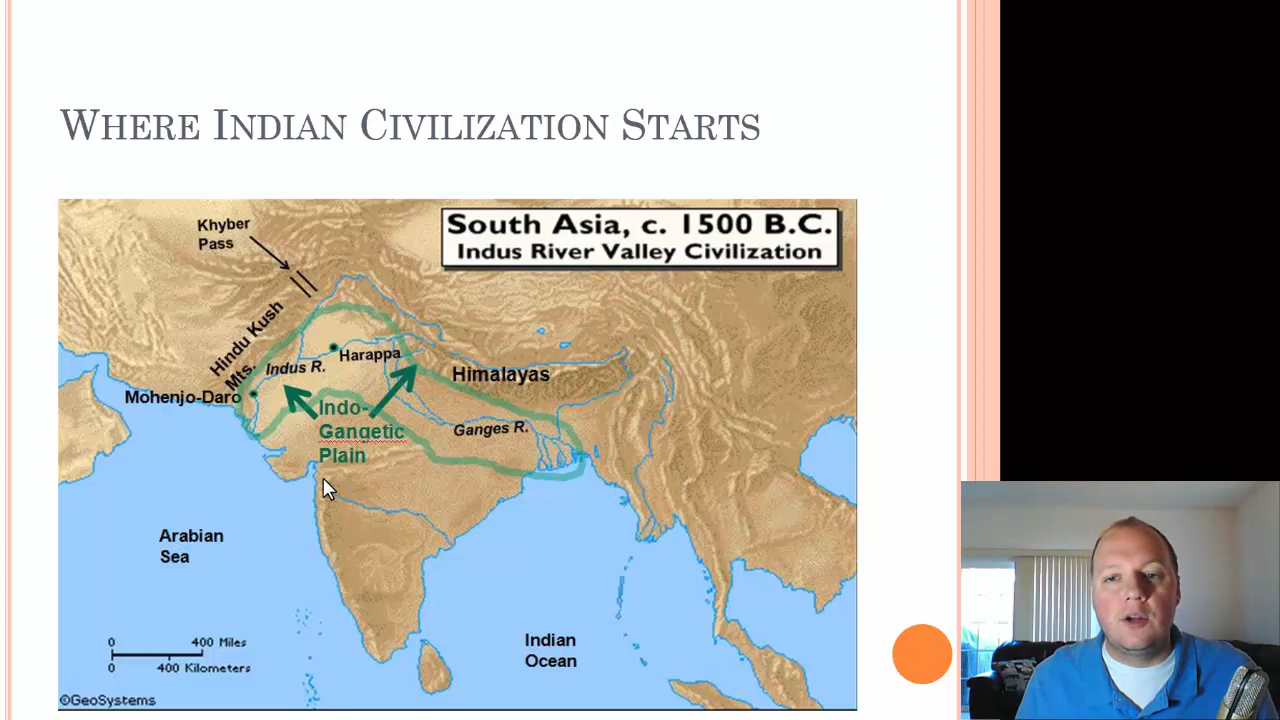 WHERE INDIAN CIVILIZATION STARTS
South Asia, c. 1500 B.C.
Indus River Valley Civilization
Khyber
Pass
Hindu Kush
Mts.
Harappa
Indus R.
Himalayas
Mohenjo-Daro
Indo-
Gangetic
Plain
Ganges R.
Arabian
Sea
Indian
Ocean
0 400 Miles
0 400 Kilometers
©GeoSystems